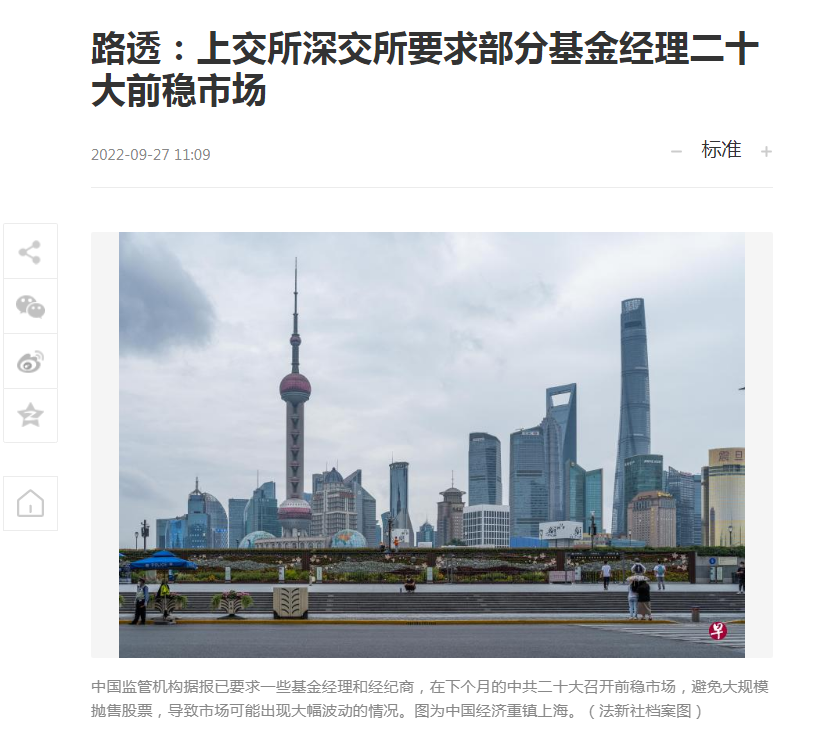 路透：上交所深交所要求部分基金经理二十
大前稳市场
2022-09-27 11:09
− 标准 +
震旦
早
中国监管机构据报已要求一些基金经理和经纪商，在下个月的中共二十大召开前稳市场，避免大规模
抛售股票，导致市场可能出现大幅波动的情况。图为中国经济重镇上海。（法新社档案图）